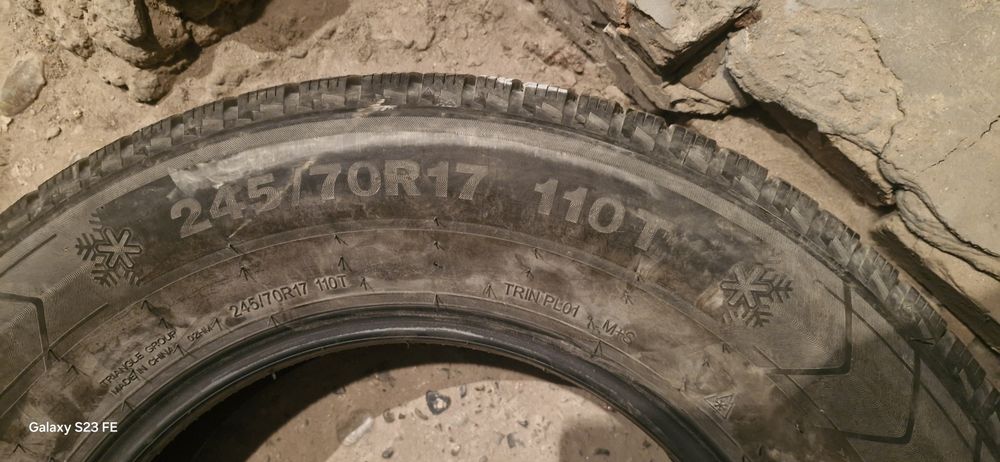 245/70R17 110T
245/70R17 110T
TRIN PL01 M+S
TRIANGLE GROUP
MADE IN CHINA
Galaxy S23 FE